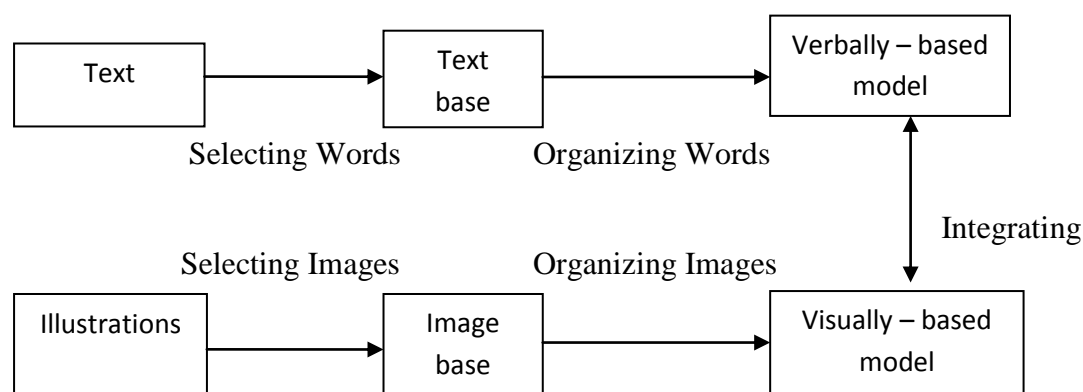 Text
Text
base
Verbally – based
model
Selecting Words
Organizing Words
Integrating
Selecting Images
Organizing Images
Illustrations
Image
base
Visually – based
model